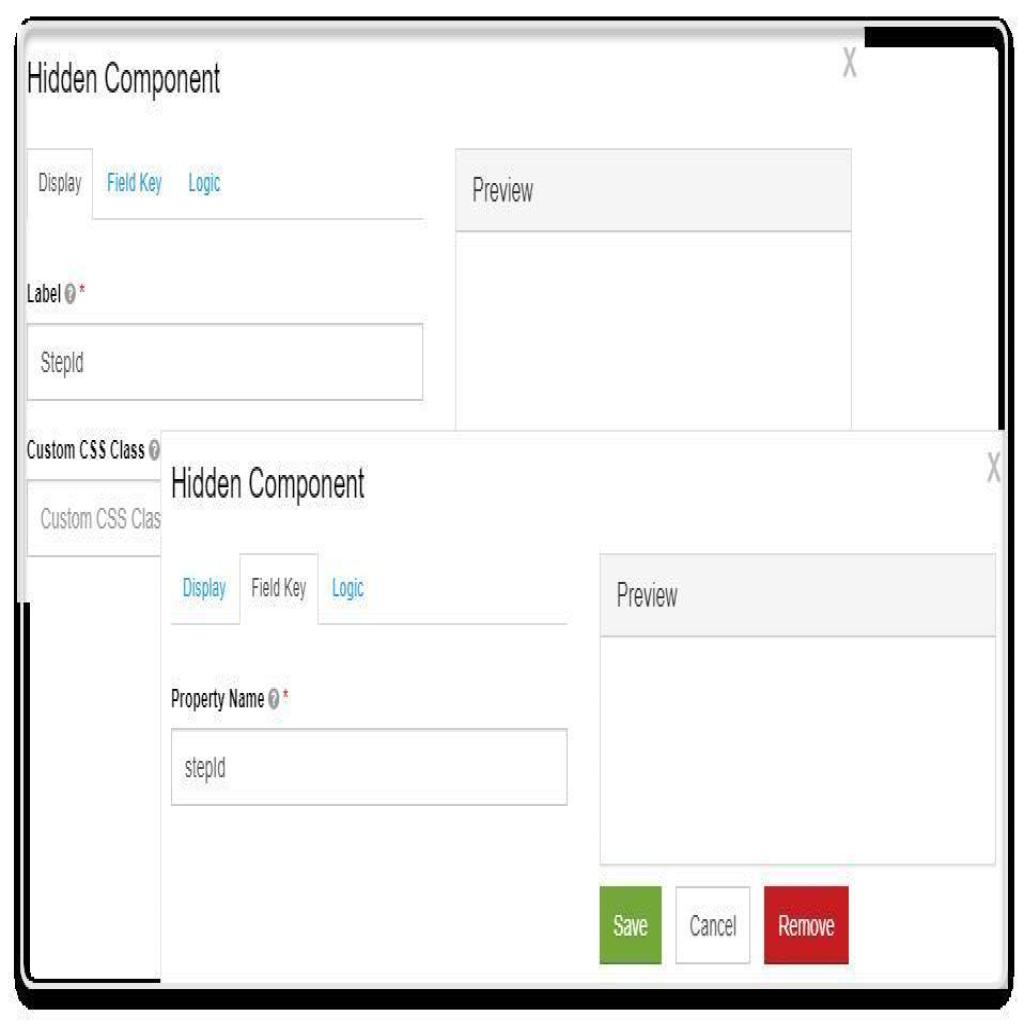 Hidden Component
X
Display Field Key Logic
Preview
Label ? *
StepId
Custom CSS Class ?
Custom CSS Clas
Hidden Component
X
Display Field Key Logic
Preview
Property Name ? *
stepId
Save Cancel Remove